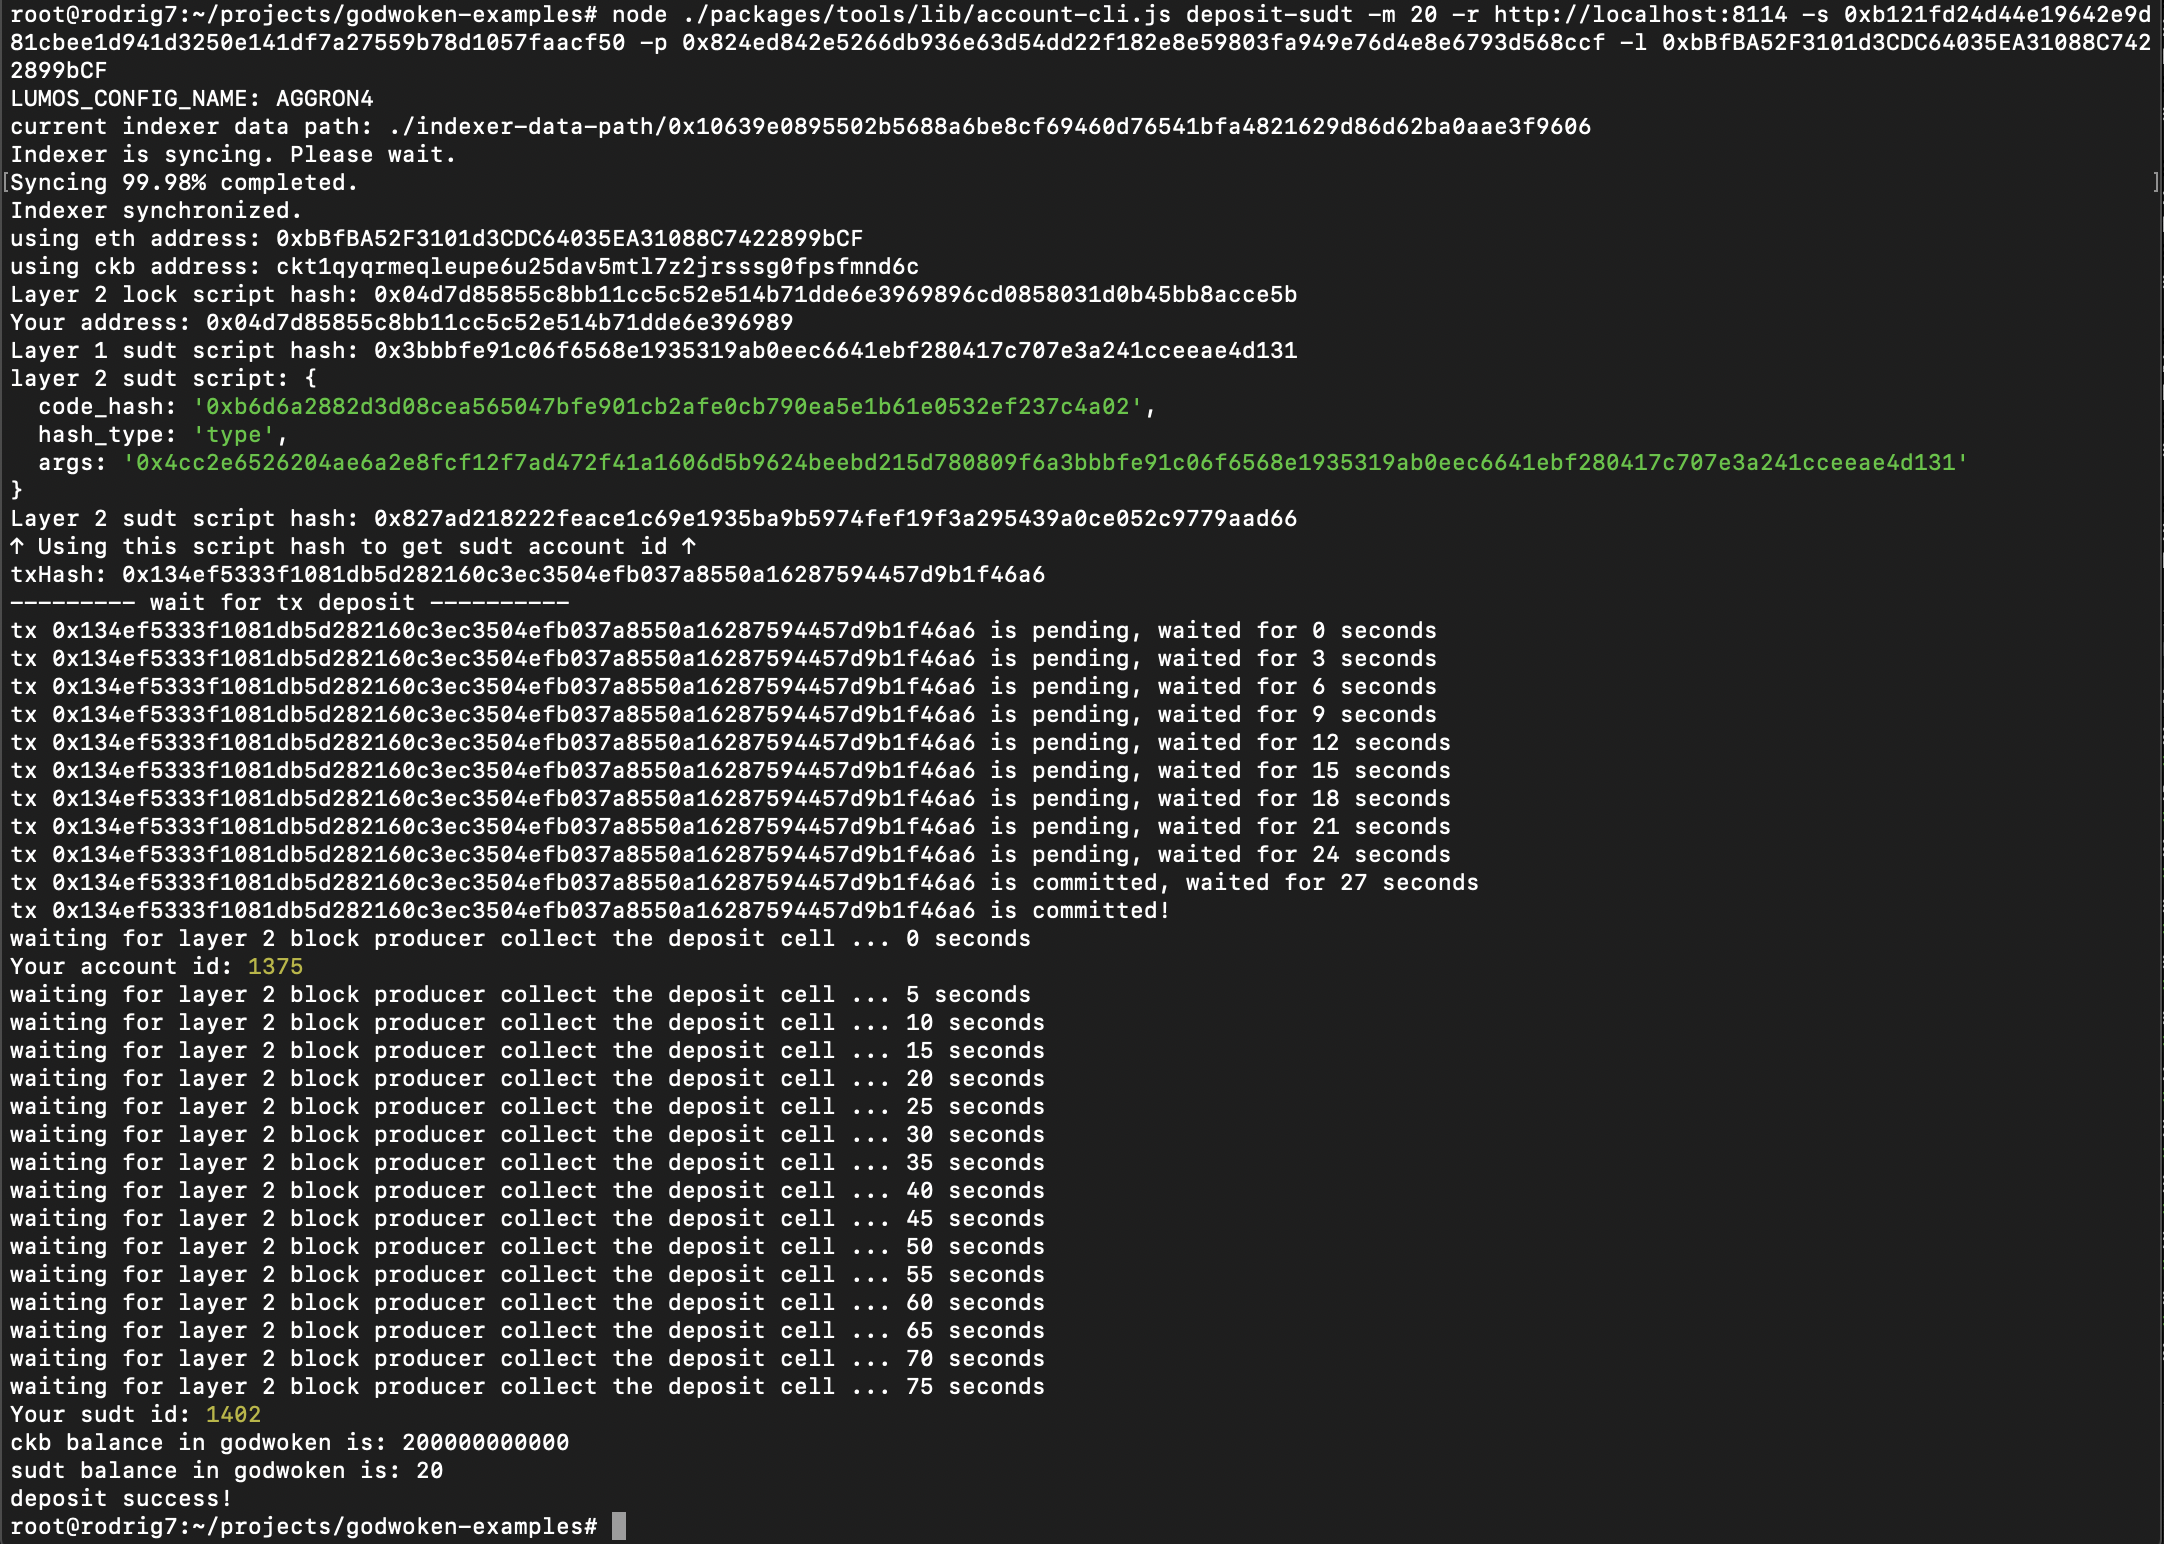 root@rodrig7:~/projects/godwoken-examples# node ./packages/tools/lib/account-cli.js deposit-sudt -m 20 -r http://localhost:8114 -s 0xb121fd24d44e19642e9d
81cbee1d941d3250e141df7a27559b78d1057faacf50 -p 0x824ed842e5266db936e63d54dd22f182e8e59803fa949e76d4e8e6793d568ccf -l 0xbBfBA52F3101d3CDC64035EA31088C742
2899bCF
LUMOS_CONFIG_NAME: AGGRON4
current indexer data path: ./indexer-data-path/0x10639e0895502b5688a6be8cf69460d76541bfa4821629d86d62ba0aae3f9606
Indexer is syncing. Please wait.
[Syncing 99.98% completed. ]
Indexer synchronized.
using eth address: 0xbBfBA52F3101d3CDC64035EA31088C7422899bCF
using ckb address: ckt1qyqrmeqleupe6u25dav5mtl7z2jrsssg0fpsfmnd6c
Layer 2 lock script hash: 0x04d7d85855c8bb11cc5c52e514b71dde6e3969896cd0858031d0b45bb8acce5b
Your address: 0x04d7d85855c8bb11cc5c52e514b71dde6e396989
Layer 1 sudt script hash: 0x3bbbfe91c06f6568e1935319ab0eec6641ebf280417c707e3a241cceeae4d131
layer 2 sudt script: {
  code_hash: '0xb6d6a2882d3d08cea565047bfe901cb2afe0cb790ea5e1b61e0532ef237c4a02',
  hash_type: 'type',
  args: '0x4cc2e6526204ae6a2e8fcf12f7ad472f41a1606d5b9624beebd215d780809f6a3bbbfe91c06f6568e1935319ab0eec6641ebf280417c707e3a241cceeae4d131'
}
Layer 2 sudt script hash: 0x827ad218222feace1c69e1935ba9b5974fef19f3a295439a0ce052c9779aad66
↑ Using this script hash to get sudt account id ↑
txHash: 0x134ef5333f1081db5d282160c3ec3504efb037a8550a16287594457d9b1f46a6
--------- wait for tx deposit ----------
tx 0x134ef5333f1081db5d282160c3ec3504efb037a8550a16287594457d9b1f46a6 is pending, waited for 0 seconds
tx 0x134ef5333f1081db5d282160c3ec3504efb037a8550a16287594457d9b1f46a6 is pending, waited for 3 seconds
tx 0x134ef5333f1081db5d282160c3ec3504efb037a8550a16287594457d9b1f46a6 is pending, waited for 6 seconds
tx 0x134ef5333f1081db5d282160c3ec3504efb037a8550a16287594457d9b1f46a6 is pending, waited for 9 seconds
tx 0x134ef5333f1081db5d282160c3ec3504efb037a8550a16287594457d9b1f46a6 is pending, waited for 12 seconds
tx 0x134ef5333f1081db5d282160c3ec3504efb037a8550a16287594457d9b1f46a6 is pending, waited for 15 seconds
tx 0x134ef5333f1081db5d282160c3ec3504efb037a8550a16287594457d9b1f46a6 is pending, waited for 18 seconds
tx 0x134ef5333f1081db5d282160c3ec3504efb037a8550a16287594457d9b1f46a6 is pending, waited for 21 seconds
tx 0x134ef5333f1081db5d282160c3ec3504efb037a8550a16287594457d9b1f46a6 is pending, waited for 24 seconds
tx 0x134ef5333f1081db5d282160c3ec3504efb037a8550a16287594457d9b1f46a6 is committed, waited for 27 seconds
tx 0x134ef5333f1081db5d282160c3ec3504efb037a8550a16287594457d9b1f46a6 is committed!
waiting for layer 2 block producer collect the deposit cell ... 0 seconds
Your account id: 1375
waiting for layer 2 block producer collect the deposit cell ... 5 seconds
waiting for layer 2 block producer collect the deposit cell ... 10 seconds
waiting for layer 2 block producer collect the deposit cell ... 15 seconds
waiting for layer 2 block producer collect the deposit cell ... 20 seconds
waiting for layer 2 block producer collect the deposit cell ... 25 seconds
waiting for layer 2 block producer collect the deposit cell ... 30 seconds
waiting for layer 2 block producer collect the deposit cell ... 35 seconds
waiting for layer 2 block producer collect the deposit cell ... 40 seconds
waiting for layer 2 block producer collect the deposit cell ... 45 seconds
waiting for layer 2 block producer collect the deposit cell ... 50 seconds
waiting for layer 2 block producer collect the deposit cell ... 55 seconds
waiting for layer 2 block producer collect the deposit cell ... 60 seconds
waiting for layer 2 block producer collect the deposit cell ... 65 seconds
waiting for layer 2 block producer collect the deposit cell ... 70 seconds
waiting for layer 2 block producer collect the deposit cell ... 75 seconds
Your sudt id: 1402
ckb balance in godwoken is: 200000000000
sudt balance in godwoken is: 20
deposit success!
root@rodrig7:~/projects/godwoken-examples#